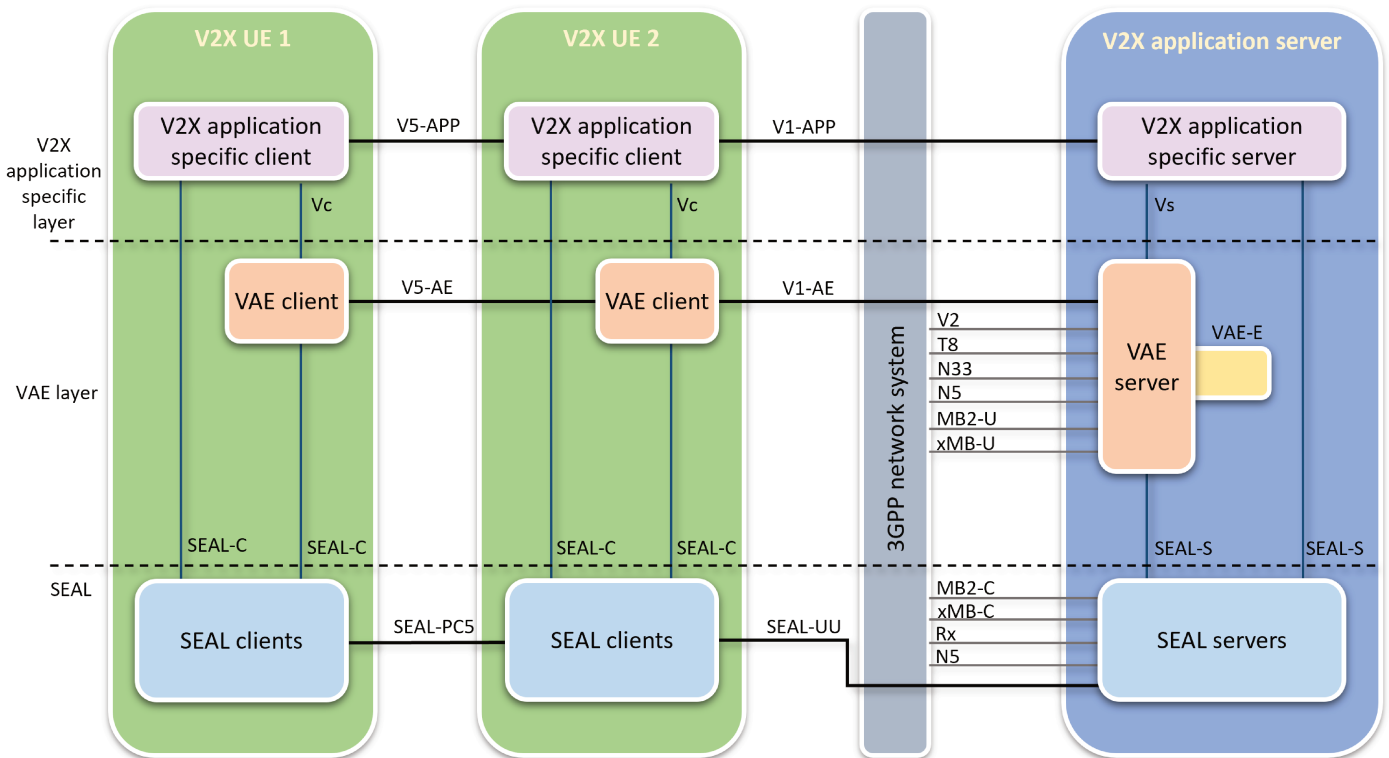 V2X UE 1
V2X UE 2
V2X application server
V2X application
specific client
V5-APP
V2X application
specific client
V1-APP
V2X application
specific server
V2X
application
specific
layer
Vc
Vc
Vs
VAE client
V5-AE
VAE client
V1-AE
VAE
server
VAE-E
V2
T8
N33
N5
MB2-U
xMB-U
3GPP network system
VAE layer
SEAL-C
SEAL-C
SEAL-C
SEAL-C
SEAL-S
SEAL-S
SEAL
SEAL clients
SEAL-PC5
SEAL clients
SEAL-UU
MB2-C
xMB-C
Rx
N5
SEAL servers